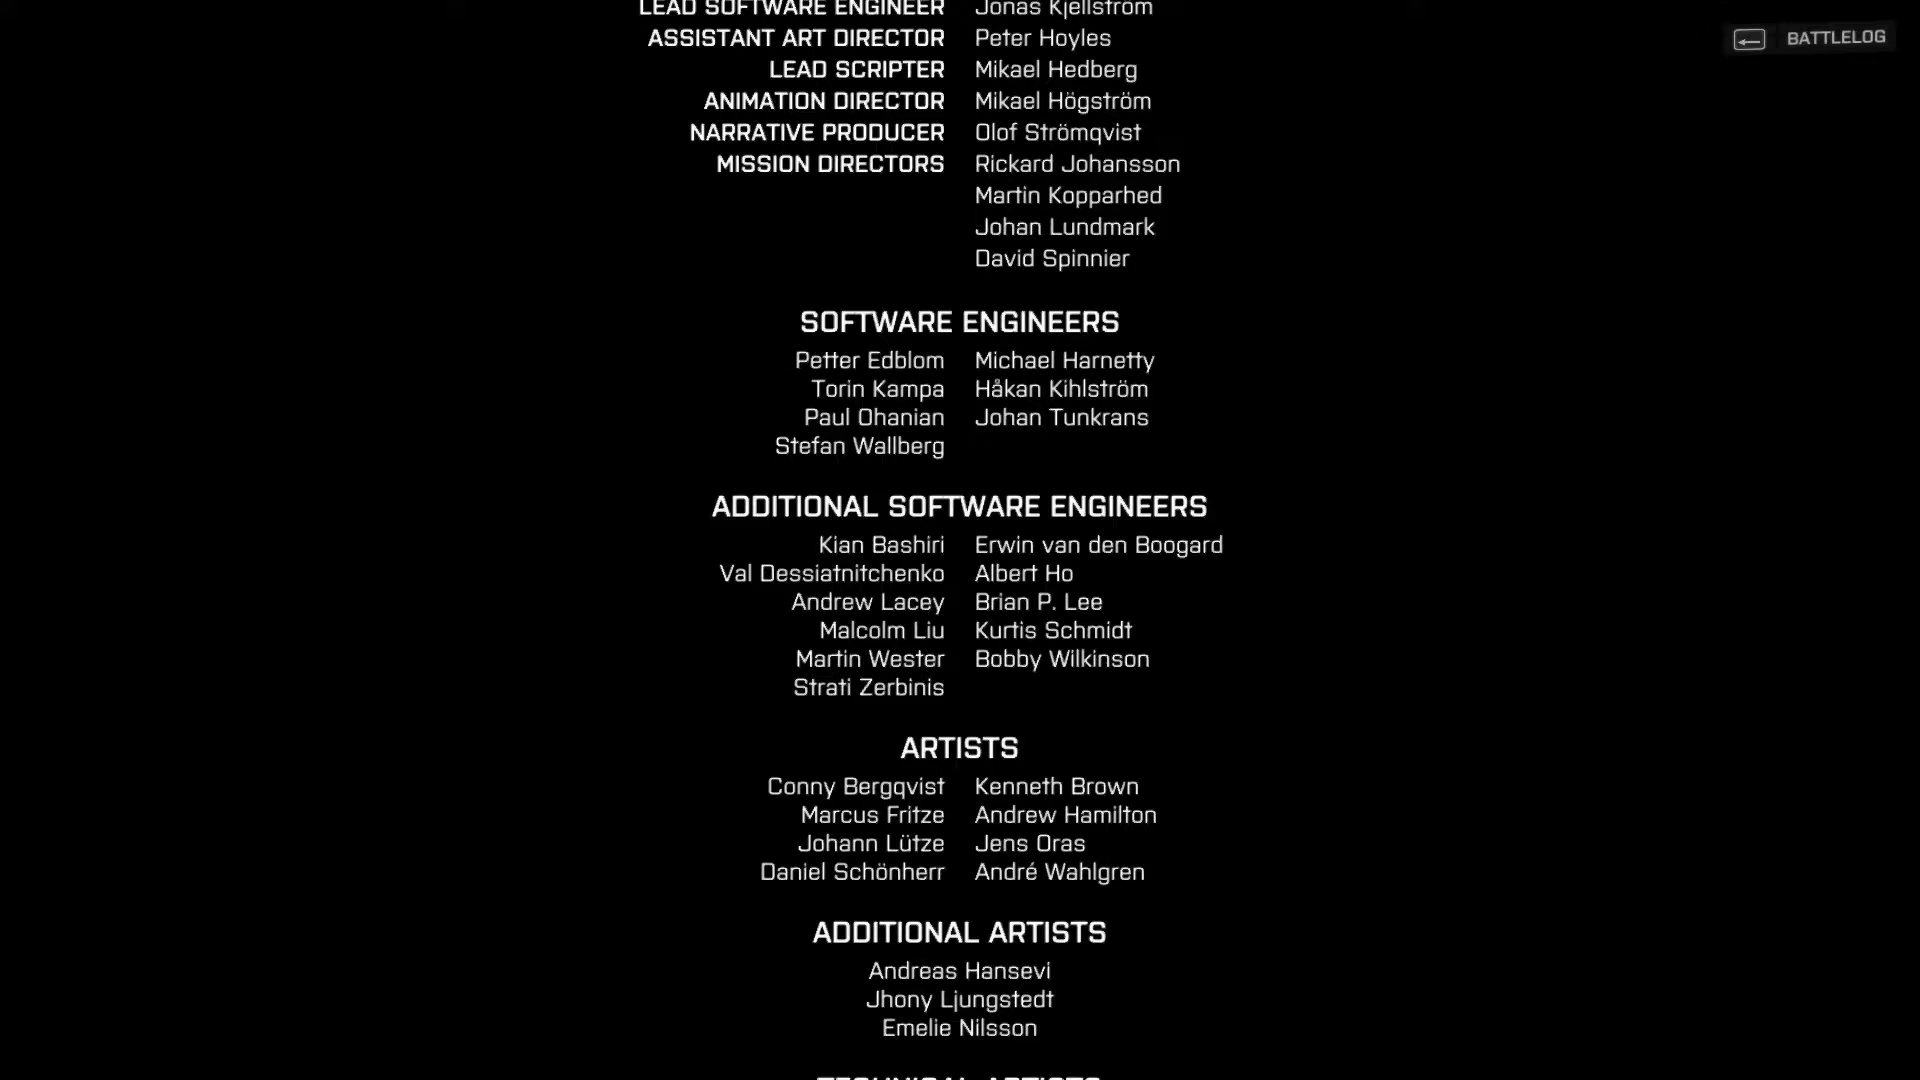 LEAD SOFTWARE ENGINEER Jonas Kjellström
BATTLELOG
ASSISTANT ART DIRECTOR Peter Hoyles
LEAD SCRIPTER Mikael Hedberg
ANIMATION DIRECTOR Mikael Högström
NARRATIVE PRODUCER Olof Strömqvist
MISSION DIRECTORS Rickard Johansson
Martin Kopparhed
Johan Lundmark
David Spinnier
SOFTWARE ENGINEERS
Petter Edblom Michael Harnetty
Torin Kampa Håkan Kihlström
Paul Ohanian Johan Tunkrans
Stefan Wallberg
ADDITIONAL SOFTWARE ENGINEERS
Kian Bashiri Erwin van den Boogard
Val Dessiatnitchenko Albert Ho
Andrew Lacey Brian P. Lee
Malcolm Liu Kurtis Schmidt
Martin Wester Bobby Wilkinson
Strati Zerbinis
ARTISTS
Conny Bergqvist Kenneth Brown
Marcus Fritze Andrew Hamilton
Johann Lütze Jens Oras
Daniel Schönherr André Wahlgren
ADDITIONAL ARTISTS
Andreas Hansevi
Jhony Ljungstedt
Emelie Nilsson
TECHNICAL ARTISTS